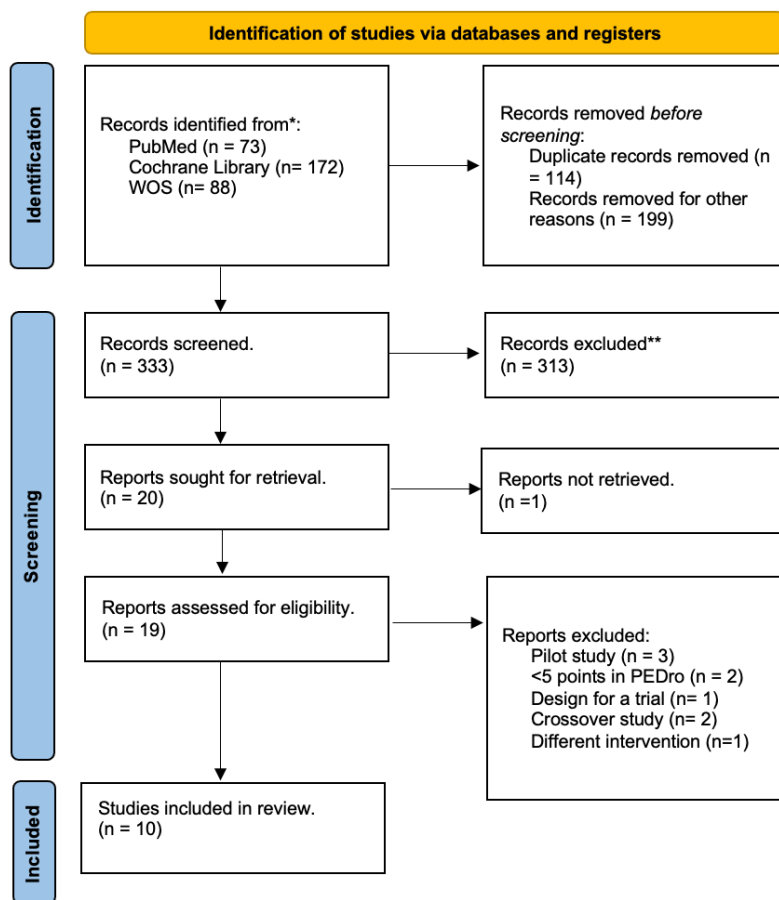 Identification of studies via databases and registers
Identification
Records identified from*:
PubMed (n = 73)
Cochrane Library (n= 172)
WOS (n= 88)
Records removed before
screening:
Duplicate records removed (n
= 114)
Records removed for other
reasons (n = 199)
Screening
Records screened.
(n = 333)
Records excluded**
(n = 313)
Reports sought for retrieval.
(n = 20)
Reports not retrieved.
(n =1)
Reports assessed for eligibility.
(n = 19)
Reports excluded:
Pilot study (n = 3)
<5 points in PEDro (n = 2)
Design for a trial (n= 1)
Crossover study (n= 2)
Different intervention (n=1)
Included
Studies included in review.
(n = 10)